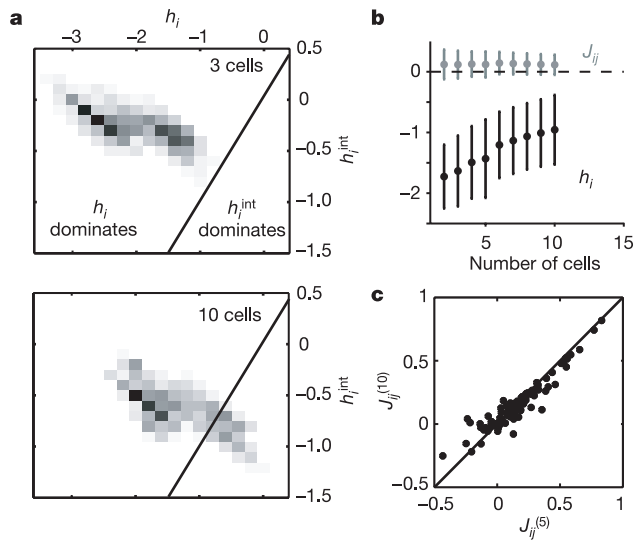 a
h_i
−3 −2 −1 0
3 cells
0.5
0
−0.5
−1.0
−1.5
h_i^int
h_i
dominates
h_i^int
dominates
10 cells
0.5
0
−0.5
−1.0
−1.5
h_i^int
b
J_ij
0
−1
−2
h_i
5 10 15
Number of cells
c
1
0.5
0
−0.5
J_ij^(10)
−0.5 0 0.5 1
J_ij^(5)